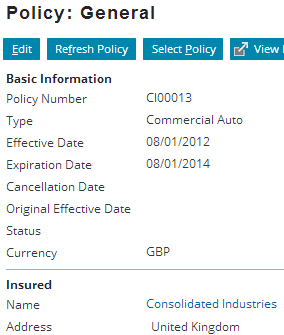 Policy: General
Edit Refresh Policy Select Policy View
Basic Information
Policy Number CI00013
Type Commercial Auto
Effective Date 08/01/2012
Expiration Date 08/01/2014
Cancellation Date
Original Effective Date
Status
Currency GBP
Insured
Name Consolidated Industries
Address United Kingdom